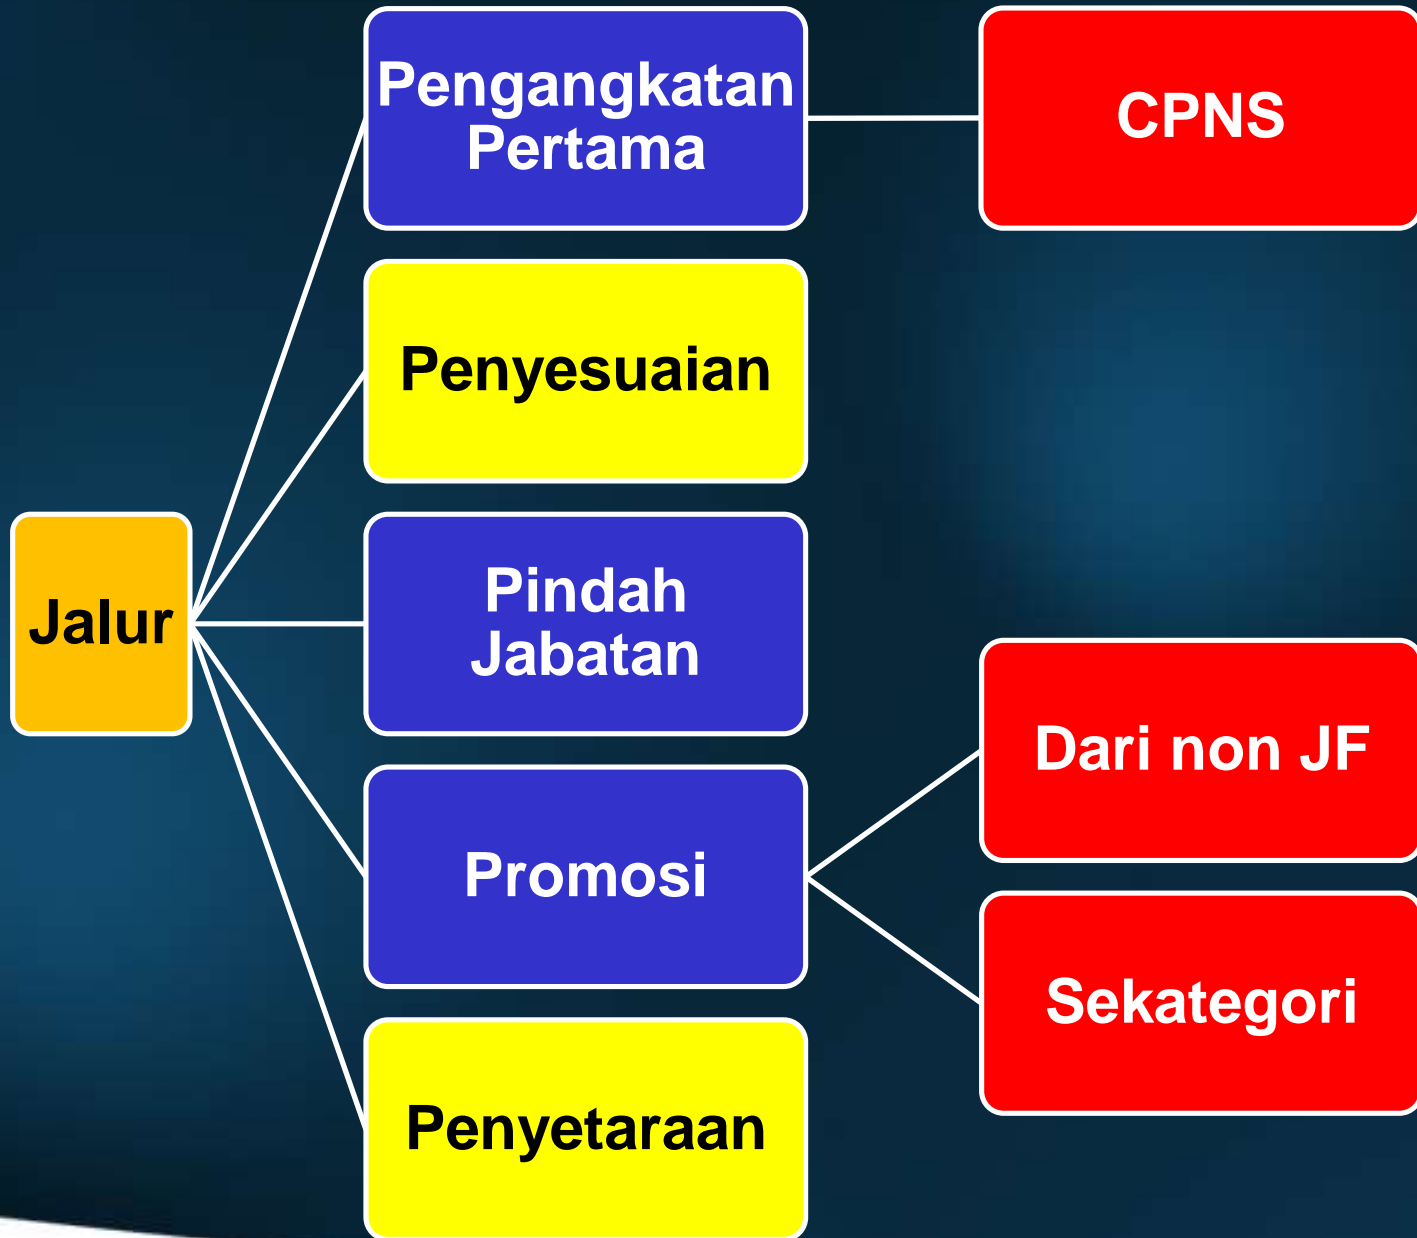 Jalur
Pengangkatan
Pertama
CPNS
Penyesuaian
Pindah
Jabatan
Promosi
Dari non JF
Sekategori
Penyetaraan